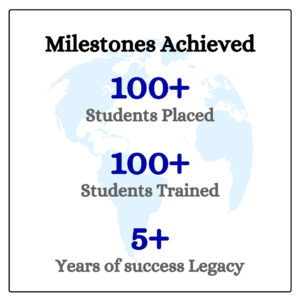 Milestones Achieved
100+
Students Placed
100+
Students Trained
5+
Years of success Legacy